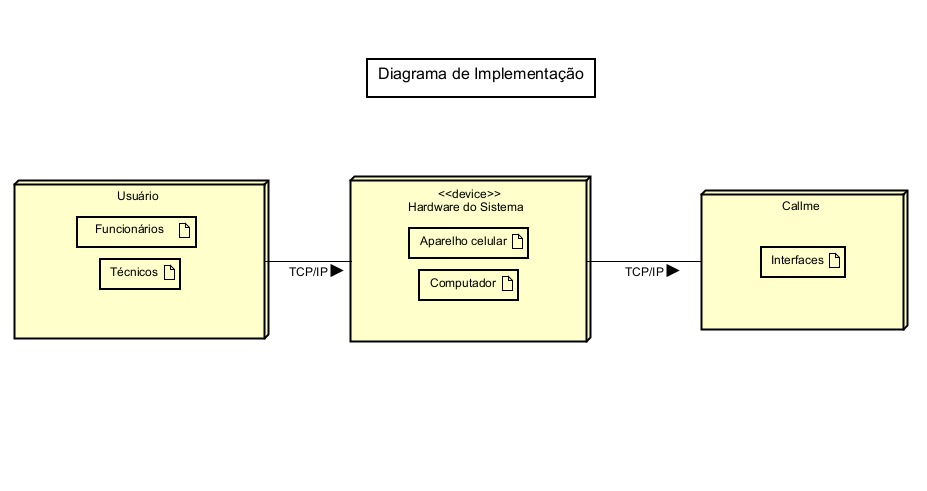 Diagrama de Implementação
Usuário
Funcionários
Técnicos
TCP/IP
<<device>>
Hardware do Sistema
Aparelho celular
Computador
TCP/IP
Callme
Interfaces